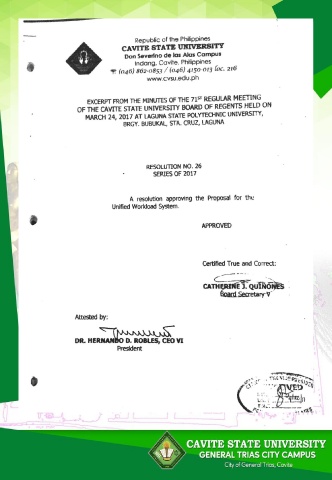 Republic of the Philippines
CAVITE STATE UNIVERSITY
Don Severino de las Alas Campus
Indang, Cavite, Philippines
☎ (046) 862-0853 / (046) 4150-013 loc. 216
www.cvsu.edu.ph
EXCERPT FROM THE MINUTES OF THE 71ST REGULAR MEETING
OF THE CAVITE STATE UNIVERSITY BOARD OF REGENTS HELD ON
MARCH 24, 2017 AT LAGUNA STATE POLYTECHNIC UNIVERSITY,
BRGY. BUBUKAL, STA. CRUZ, LAGUNA
RESOLUTION NO. 26
SERIES OF 2017
A resolution approving the Proposal for the
Unified Workload System.
APPROVED
Certified True and Correct:
CATHERINE J. QUIÑONES
Board Secretary V
Attested by:
DR. HERNANDO D. ROBLES, CEO VI
President
CAVITE STATE UNIVERSITY
GENERAL TRIAS CITY CAMPUS
City of General Trias, Cavite